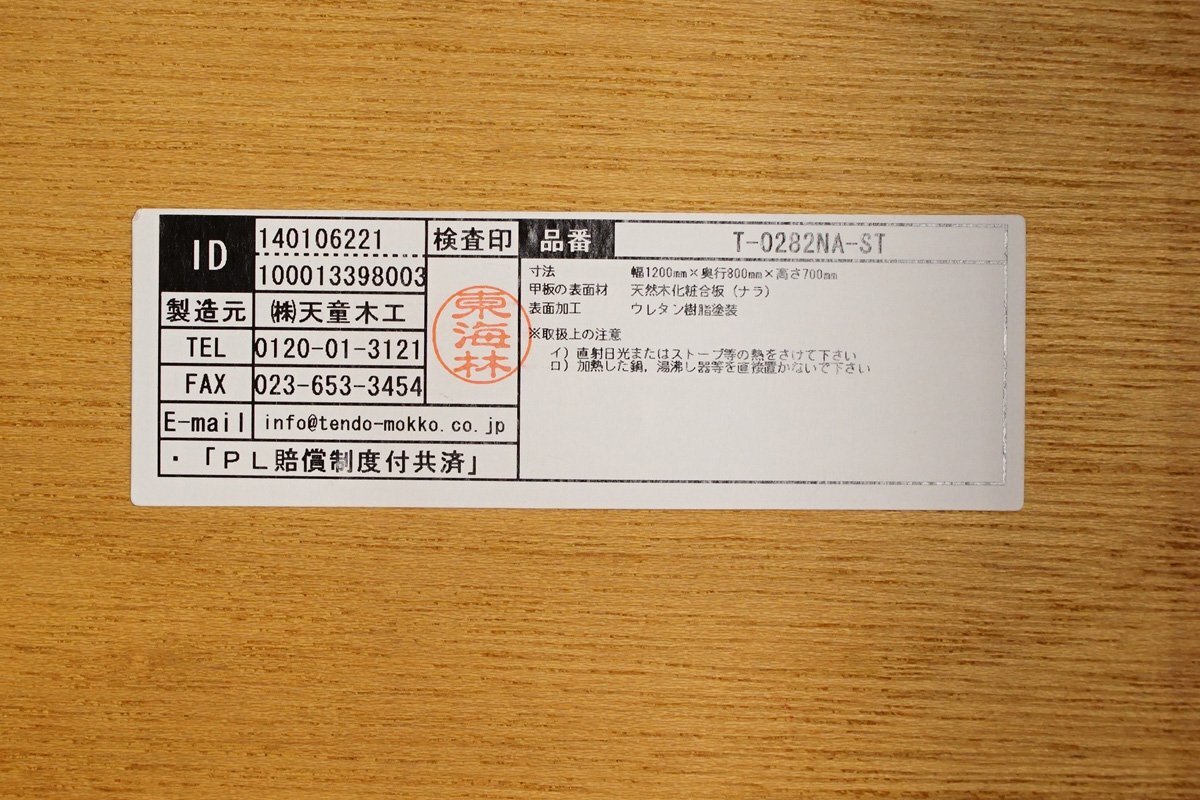 ID
140106221
100013398003
製造元 ㈱天童木工
TEL 0120-01-3121
FAX 023-653-3454
E-mail info@tendo-mokko.co.jp
・「PL賠償制度付共済」
検査印
東海林
品番 T-0282NA-ST
寸法 幅1200mm×奥行800mm×高さ700mm
甲板の表面材 天然木化粧合板（ナラ）
表面加工 ウレタン樹脂塗装
※取扱上の注意
イ）直射日光またはストーブ等の熱をさけて下さい
ロ）加熱した鍋，湯沸し器等を直接置かないで下さい